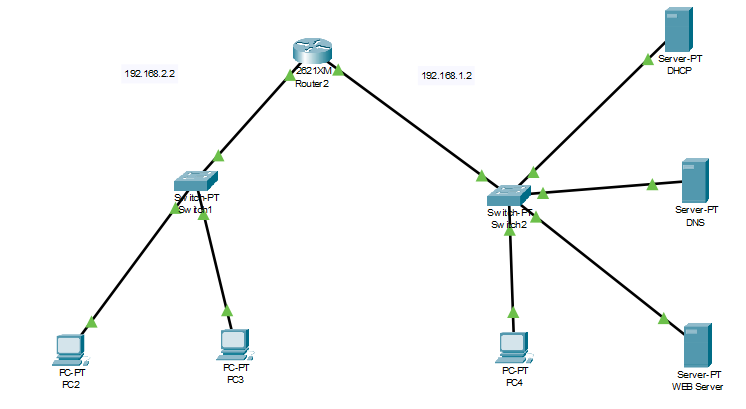 192.168.2.2
2621XM
Router2
192.168.1.2
Server-PT
DHCP
Switch-PT
Switch1
Switch-PT
Switch2
Server-PT
DNS
PC-PT
PC2
PC-PT
PC3
PC-PT
PC4
Server-PT
WEB Server